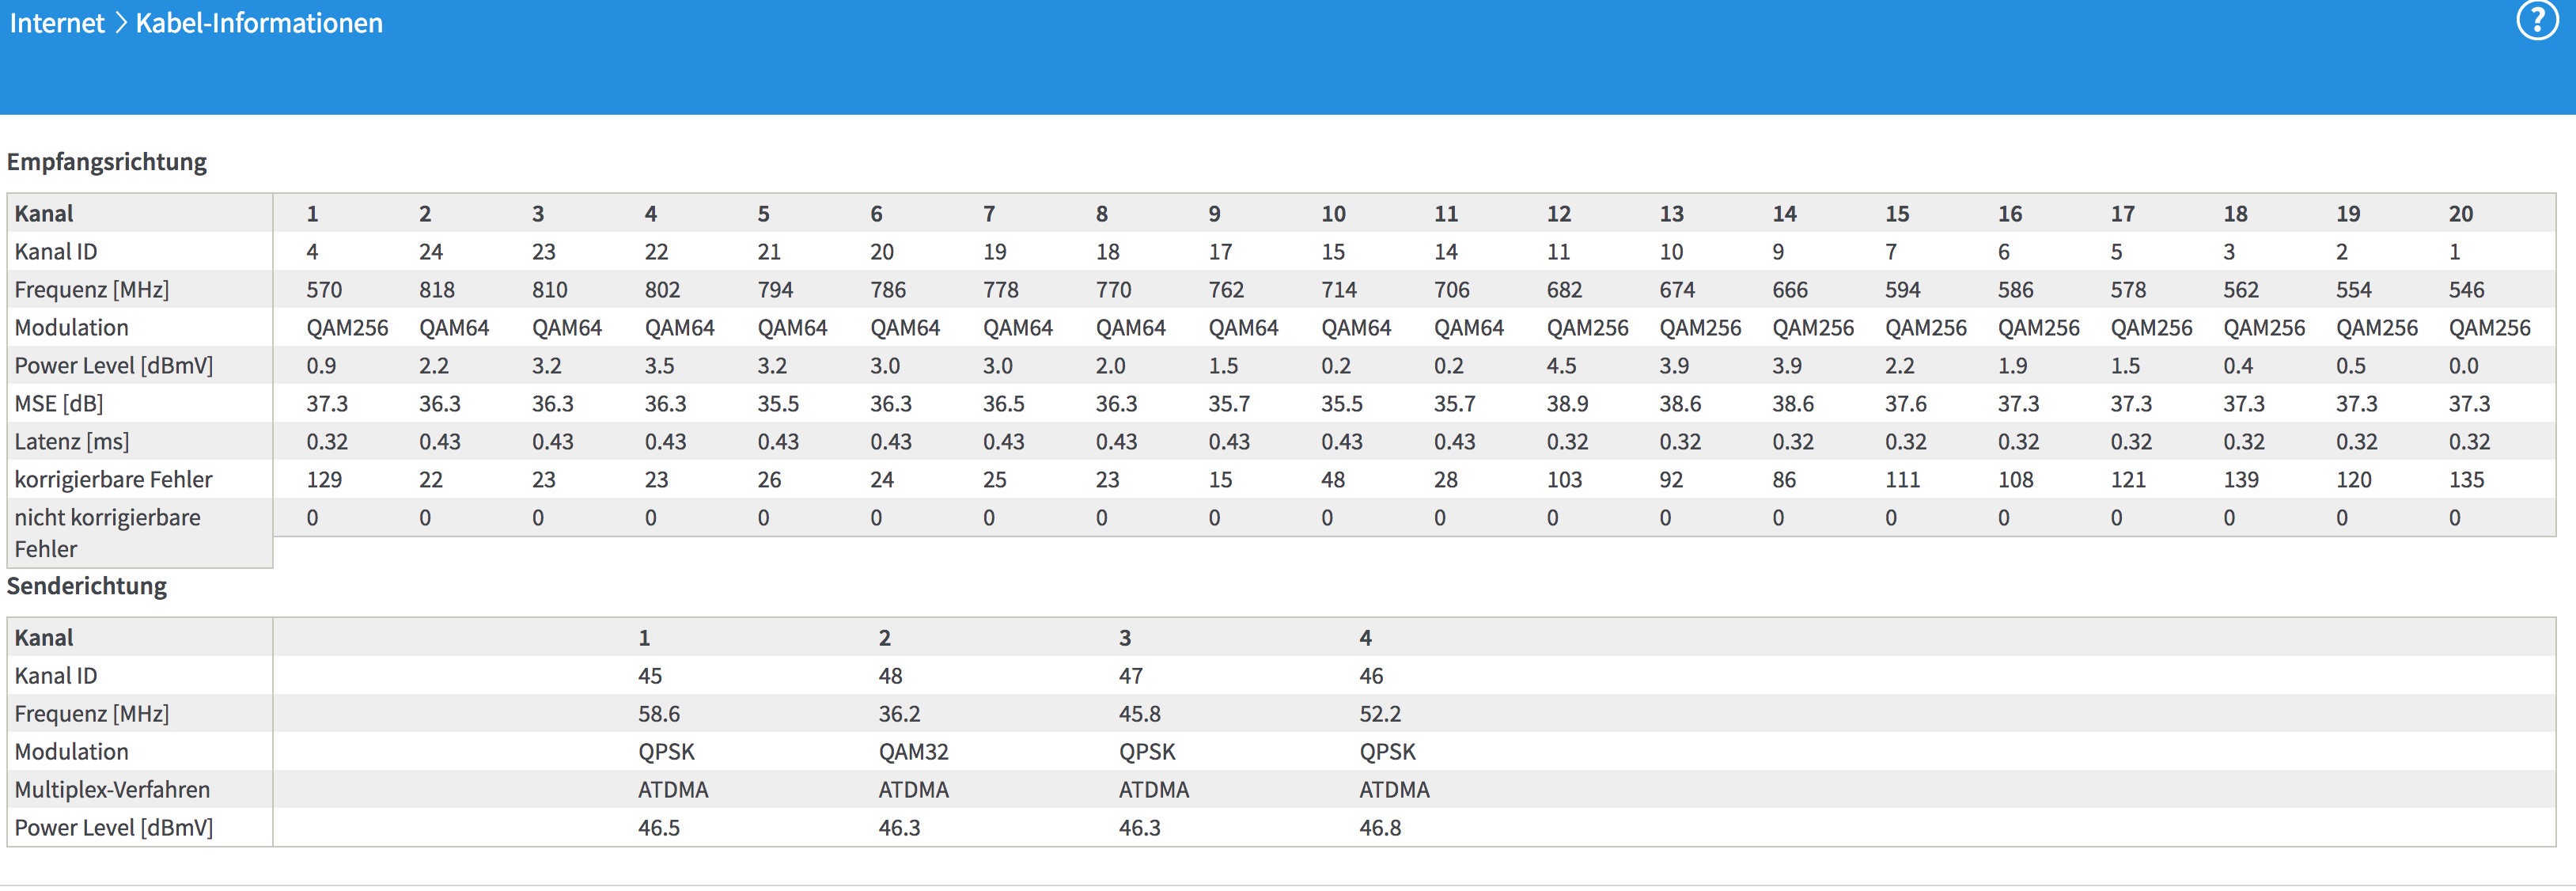 Internet > Kabel-Informationen ?
Empfangsrichtung
Kanal 1 2 3 4 5 6 7 8 9 10 11 12 13 14 15 16 17 18 19 20
Kanal ID 4 24 23 22 21 20 19 18 17 15 14 11 10 9 7 6 5 3 2 1
Frequenz [MHz] 570 818 810 802 794 786 778 770 762 714 706 682 674 666 594 586 578 562 554 546
Modulation QAM256 QAM64 QAM64 QAM64 QAM64 QAM64 QAM64 QAM64 QAM64 QAM64 QAM64 QAM256 QAM256 QAM256 QAM256 QAM256 QAM256 QAM256 QAM256 QAM256
Power Level [dBmV] 0.9 2.2 3.2 3.5 3.2 3.0 3.0 2.0 1.5 0.2 0.2 4.5 3.9 3.9 2.2 1.9 1.5 0.4 0.5 0.0
MSE [dB] 37.3 36.3 36.3 36.3 35.5 36.3 36.5 36.3 35.7 35.5 35.7 38.9 38.6 38.6 37.6 37.3 37.3 37.3 37.3 37.3
Latenz [ms] 0.32 0.43 0.43 0.43 0.43 0.43 0.43 0.43 0.43 0.43 0.43 0.32 0.32 0.32 0.32 0.32 0.32 0.32 0.32 0.32
korrigierbare Fehler 129 22 23 23 26 24 25 23 15 48 28 103 92 86 111 108 121 139 120 135
nicht korrigierbare 0 0 0 0 0 0 0 0 0 0 0 0 0 0 0 0 0 0 0 0
Fehler
Senderichtung
Kanal 1 2 3 4
Kanal ID 45 48 47 46
Frequenz [MHz] 58.6 36.2 45.8 52.2
Modulation QPSK QAM32 QPSK QPSK
Multiplex-Verfahren ATDMA ATDMA ATDMA ATDMA
Power Level [dBmV] 46.5 46.3 46.3 46.8